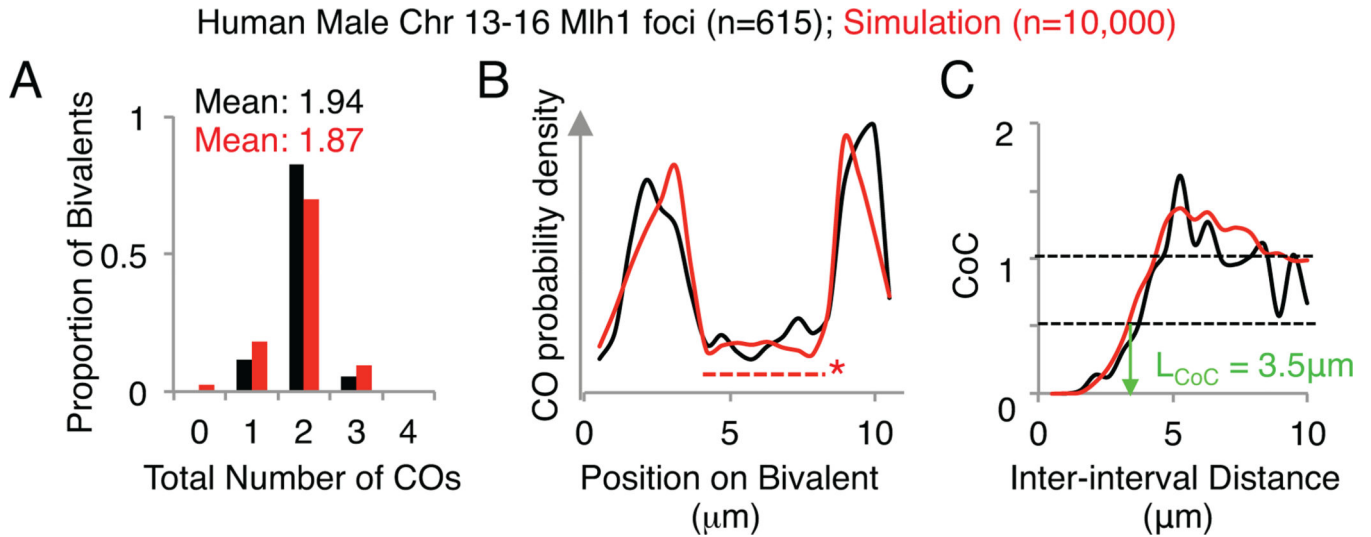 Human Male Chr 13-16 Mlh1 foci (n=615); Simulation (n=10,000)
A
Mean: 1.94
Mean: 1.87
Proportion of Bivalents
1
0.5
0
0 1 2 3 4
Total Number of COs
B
CO probability density
*
0 5 10
Position on Bivalent
(μm)
C
CoC
2
1
0
L_CoC = 3.5μm
0 5 10
Inter-interval Distance
(μm)